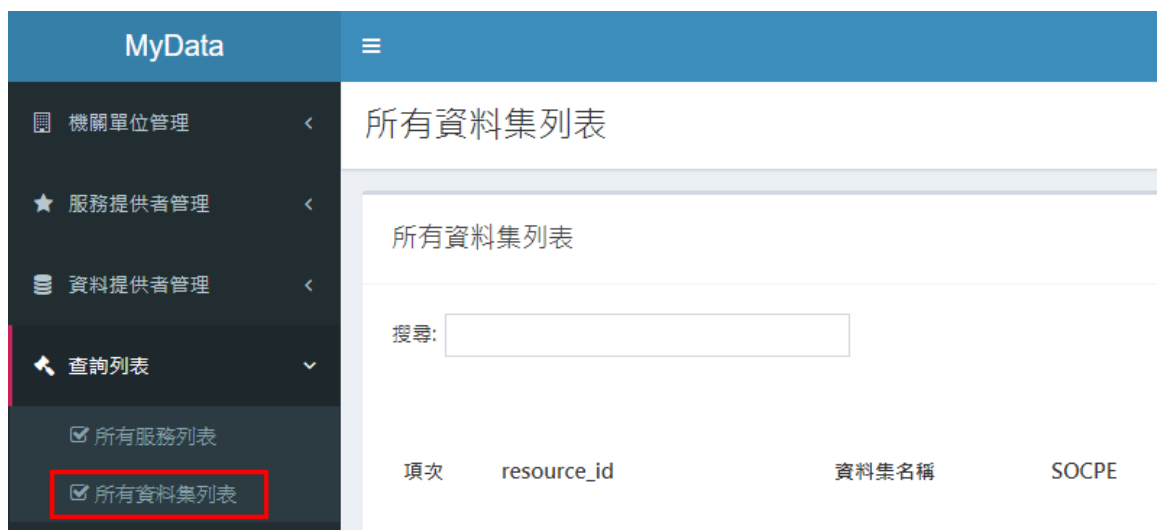 MyData
機關單位管理
服務提供者管理
資料提供者管理
查詢列表
所有服務列表
所有資料集列表
所有資料集列表
所有資料集列表
搜尋:
項次 resource_id 資料集名稱 SOCPE